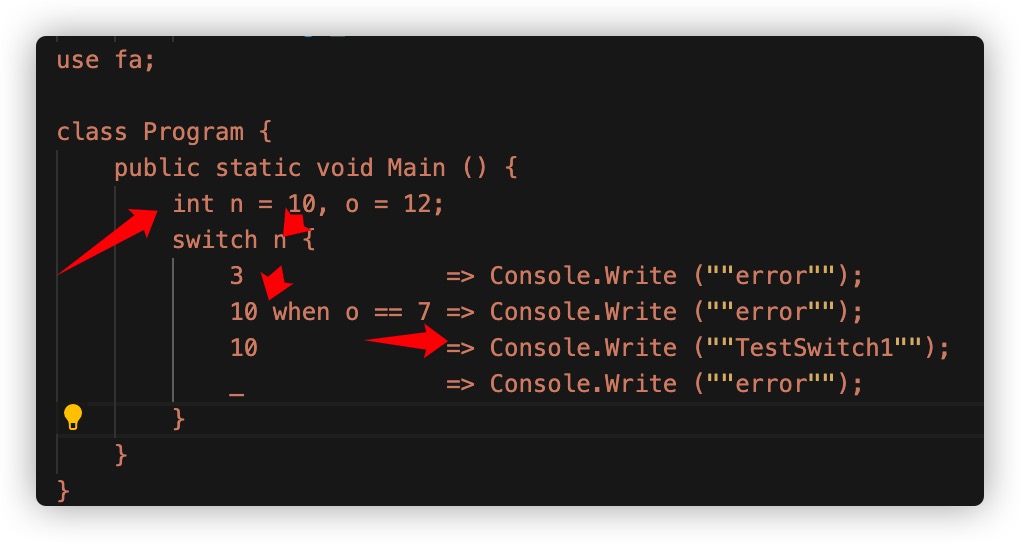 use fa;
class Program {
    public static void Main () {
        int n = 10, o = 12;
        switch n {
            3              => Console.Write (""error"");
            10 when o == 7 => Console.Write (""error"");
            10             => Console.Write (""TestSwitch1"");
            _              => Console.Write (""error"");
        }
    }
}